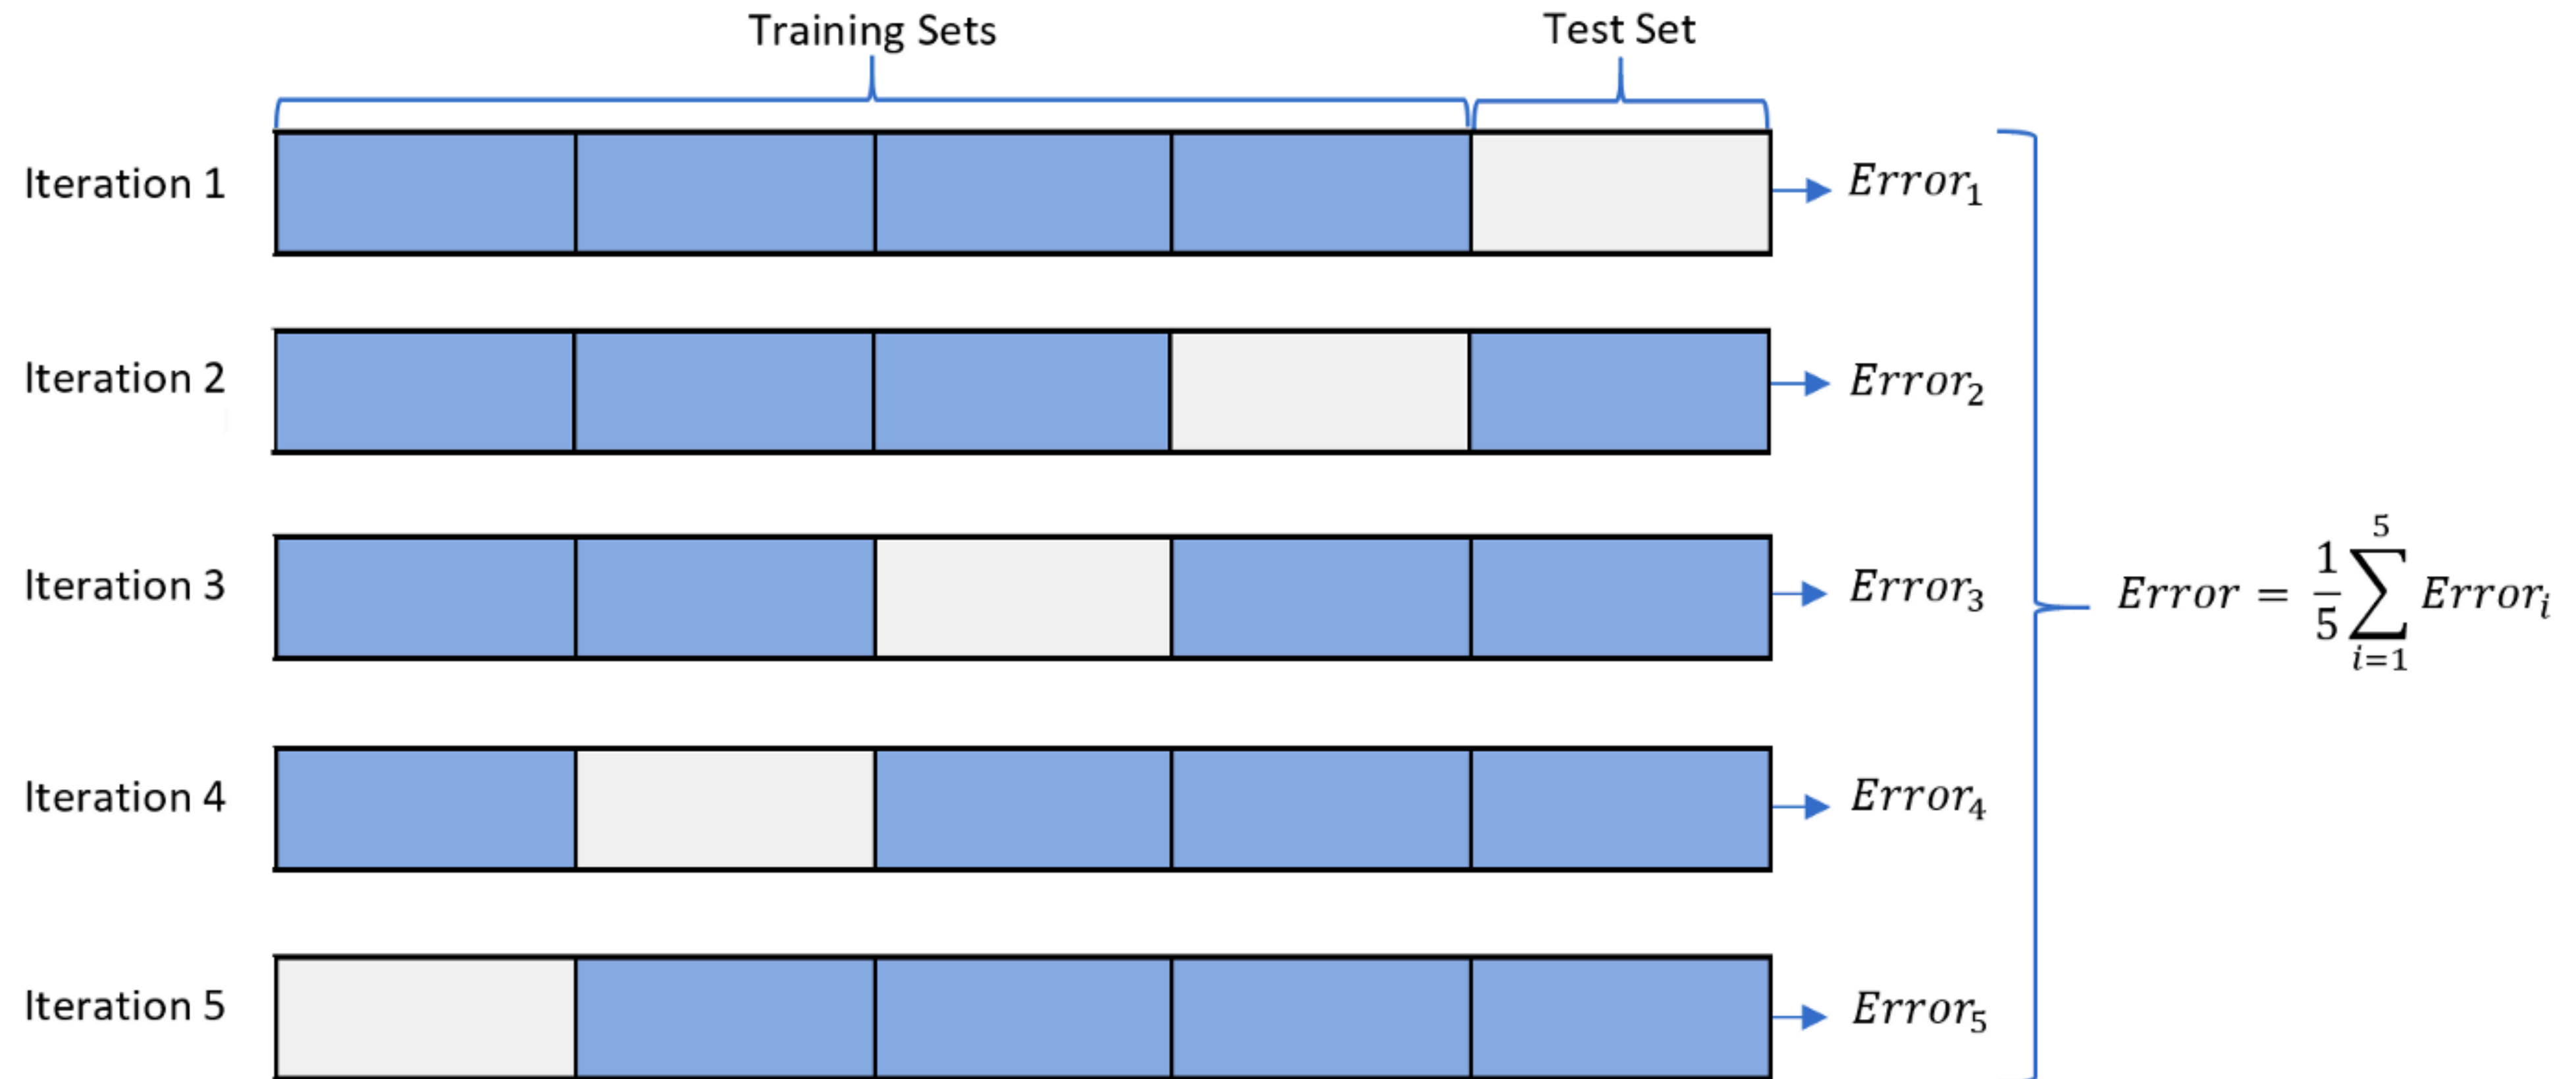 Training Sets
Test Set
Iteration 1
Error₁
Iteration 2
Error₂
Iteration 3
Error₃
Error = 1/5 ∑_{i=1}^{5} Errorᵢ
Iteration 4
Error₄
Iteration 5
Error₅